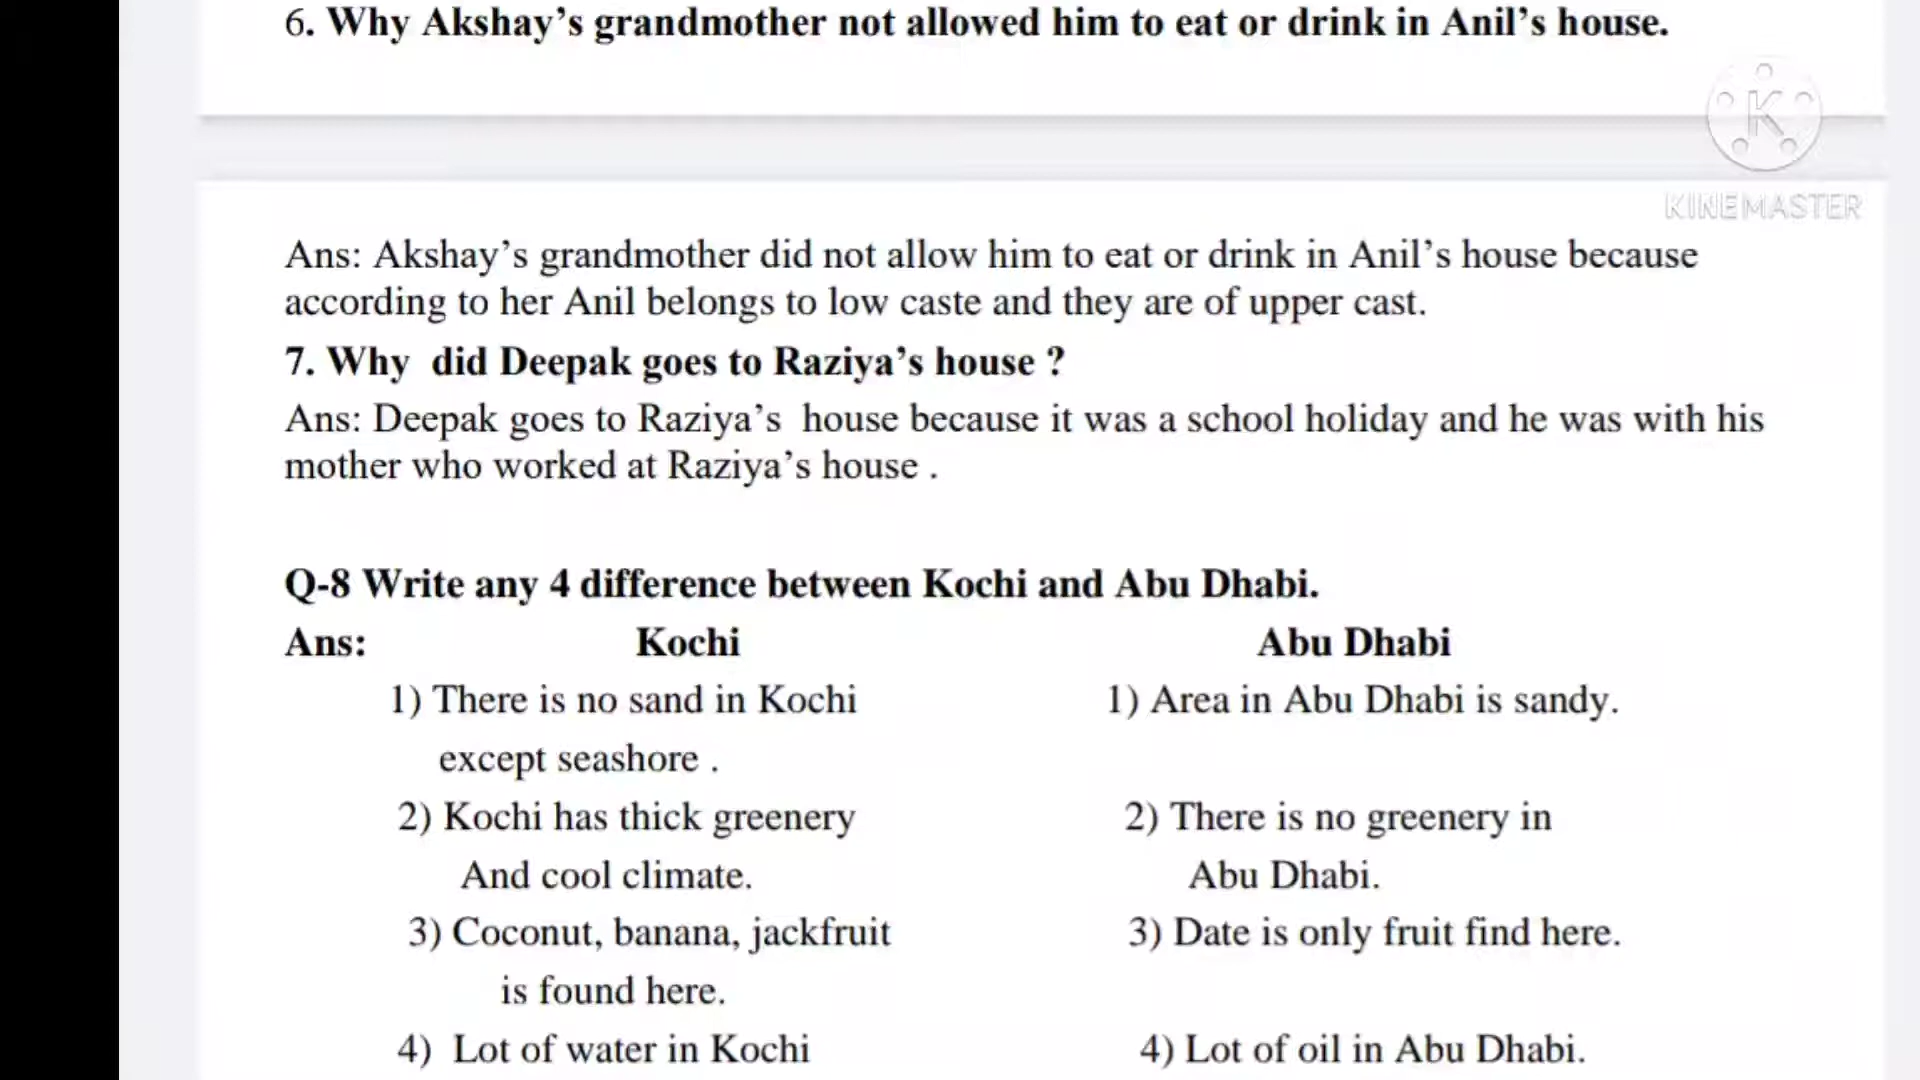 6. Why Akshay’s grandmother not allowed him to eat or drink in Anil’s house.
K
KINEMASTER
Ans: Akshay’s grandmother did not allow him to eat or drink in Anil’s house because
according to her Anil belongs to low caste and they are of upper cast.
7. Why did Deepak goes to Raziya’s house ?
Ans: Deepak goes to Raziya’s house because it was a school holiday and he was with his
mother who worked at Raziya’s house .
Q-8 Write any 4 difference between Kochi and Abu Dhabi.
Ans: Kochi Abu Dhabi
1) There is no sand in Kochi 1) Area in Abu Dhabi is sandy.
except seashore .
2) Kochi has thick greenery 2) There is no greenery in
And cool climate. Abu Dhabi.
3) Coconut, banana, jackfruit 3) Date is only fruit find here.
is found here.
4) Lot of water in Kochi 4) Lot of oil in Abu Dhabi.